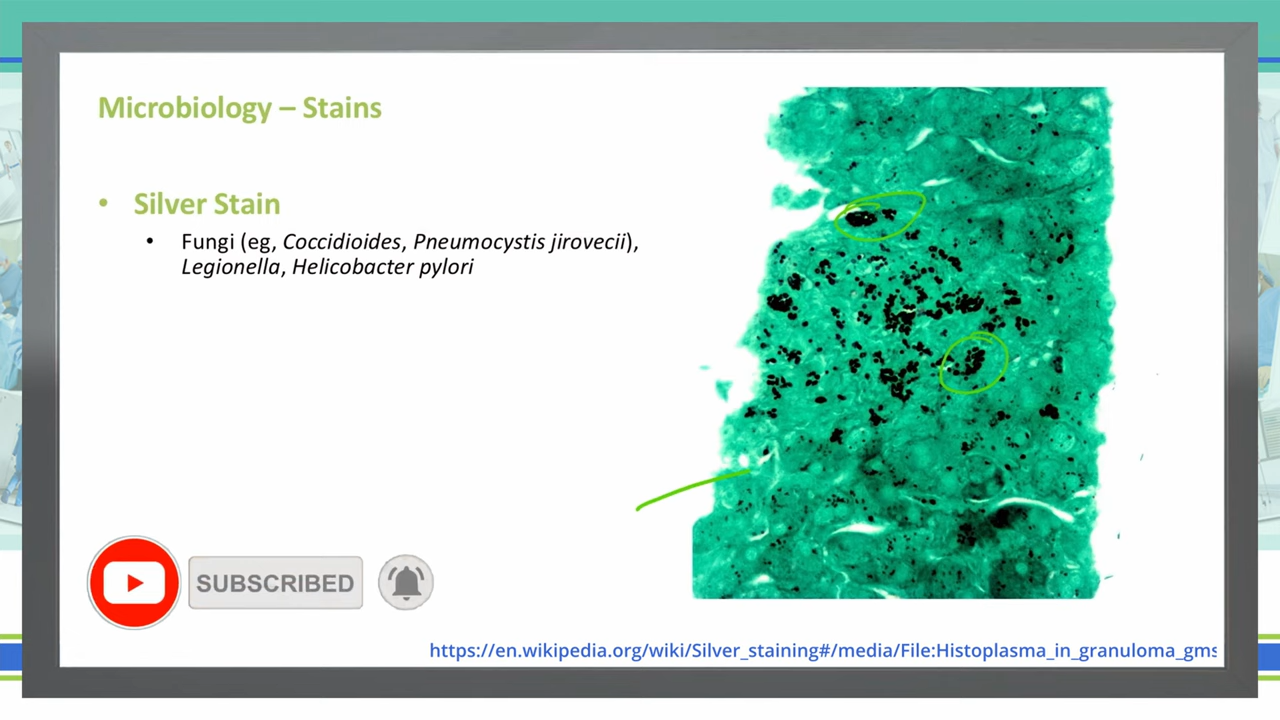 Microbiology – Stains
• Silver Stain
• Fungi (eg, Coccidioides, Pneumocystis jirovecii),
Legionella, Helicobacter pylori
SUBSCRIBED
https://en.wikipedia.org/wiki/Silver_staining#/media/File:Histoplasma_in_granuloma_gms